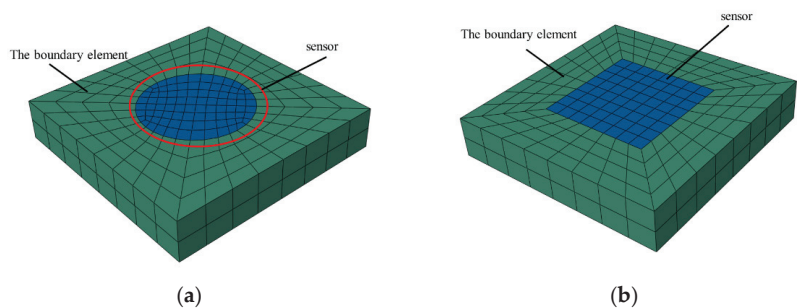 The boundary element
sensor
(a)
The boundary element
sensor
(b)